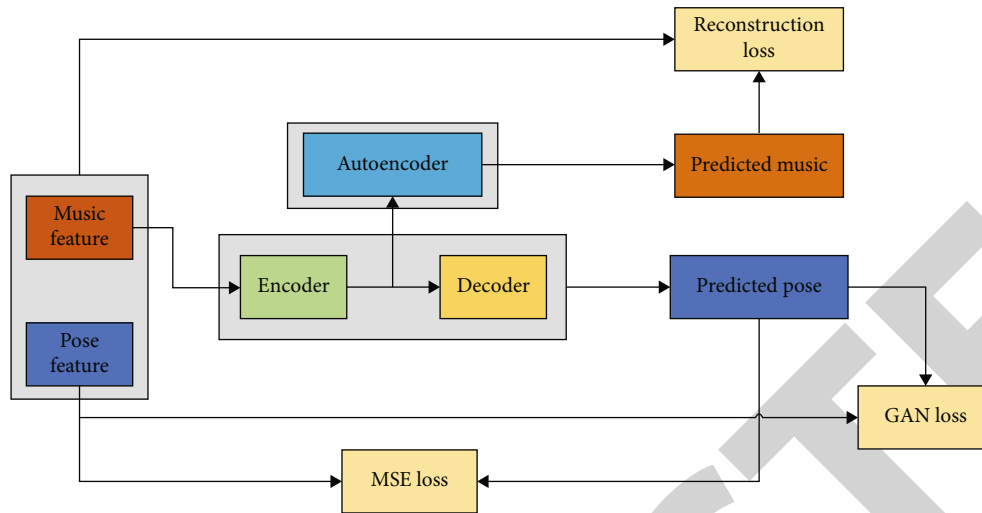 Reconstruction
loss
Autoencoder
Predicted music
Music
feature
Encoder
Decoder
Predicted pose
Pose
feature
GAN loss
MSE loss